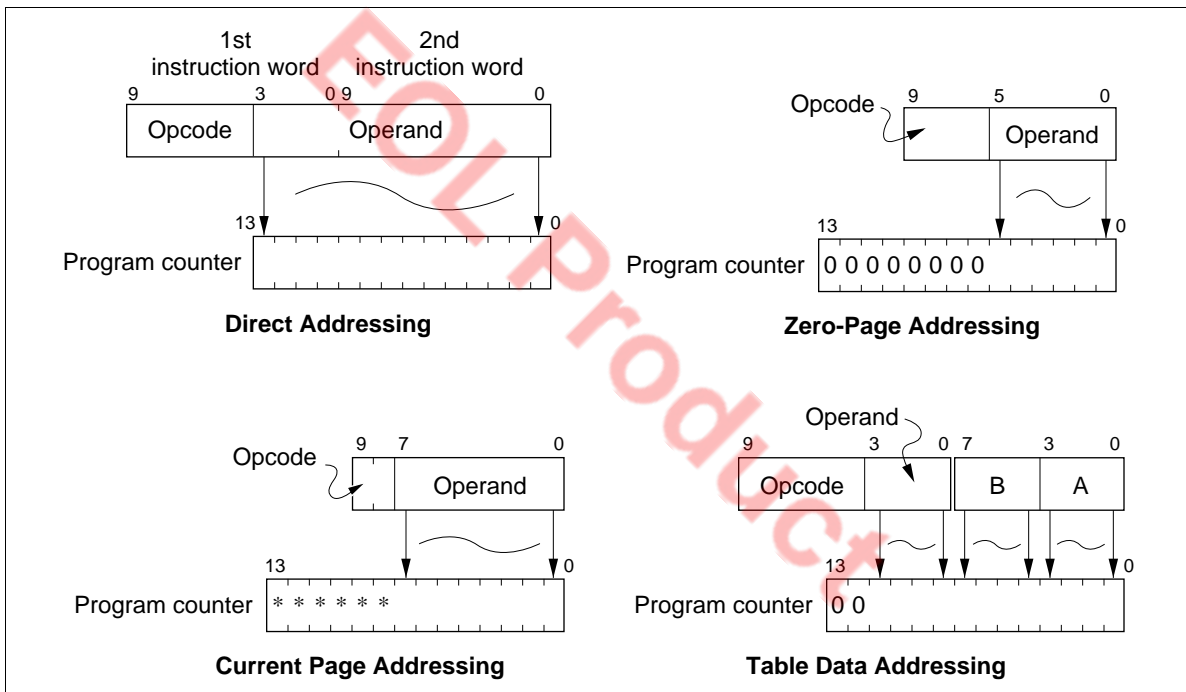 1st
instruction word
2nd
instruction word
9 3 0 9 0
Opcode Operand
13 0
Program counter
Direct Addressing
9 5 0
Opcode
Operand
13 0
Program counter 0 0 0 0 0 0 0 0
Zero-Page Addressing
9 7 0
Opcode
Operand
13 0
Program counter * * * * * *
Current Page Addressing
Operand
9 3 0 7 3 0
Opcode B A
13 0
Program counter 0 0
Table Data Addressing
EOL Product